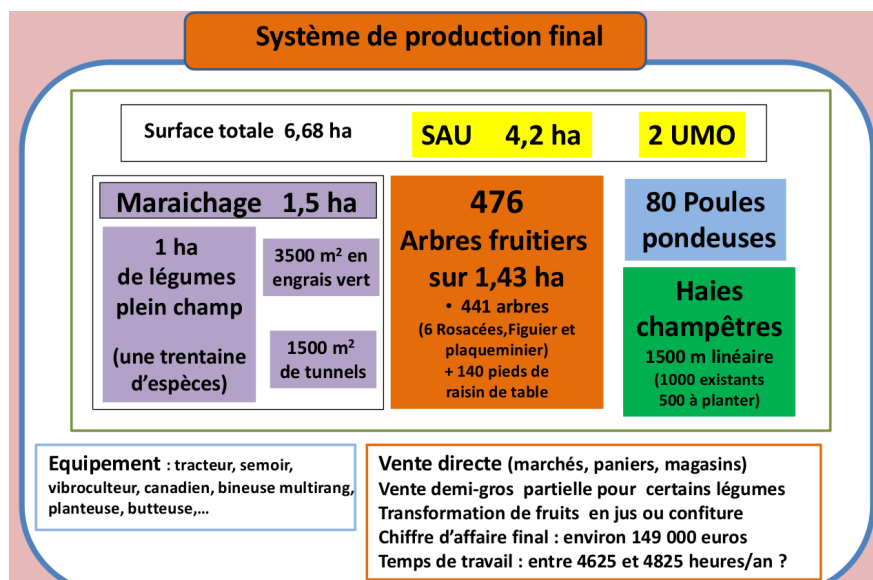 Système de production final
Surface totale 6,68 ha
SAU 4,2 ha
2 UMO
Maraichage 1,5 ha
1 ha
de légumes
plein champ
(une trentaine
d'espèces)
3500 m² en
engrais vert
1500 m²
de tunnels
476
Arbres fruitiers
sur 1,43 ha
• 441 arbres
(6 Rosacées,Figuier et
plaqueminier)
+ 140 pieds de
raisin de table
80 Poules
pondeuses
Haies
champêtres
1500 m linéaire
(1000 existants
500 à planter)
Equipement : tracteur, semoir,
vibroculteur, canadien, bineuse multirang,
planteuse, butteuse,...
Vente directe (marchés, paniers, magasins)
Vente demi-gros partielle pour certains légumes
Transformation de fruits en jus ou confiture
Chiffre d'affaire final : environ 149 000 euros
Temps de travail : entre 4625 et 4825 heures/an ?